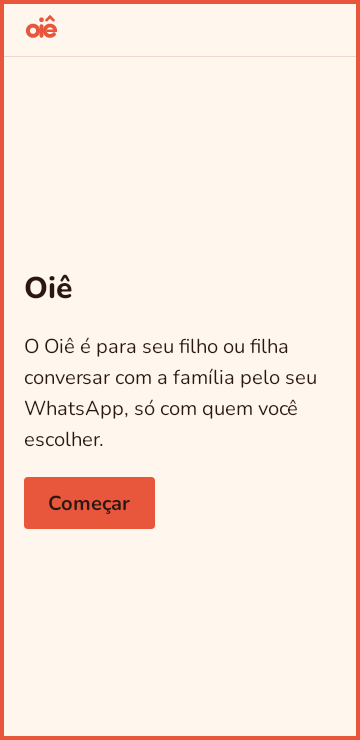 oiê
Oiê
O Oiê é para seu filho ou filha
conversar com a família pelo seu
WhatsApp, só com quem você
escolher.
Começar